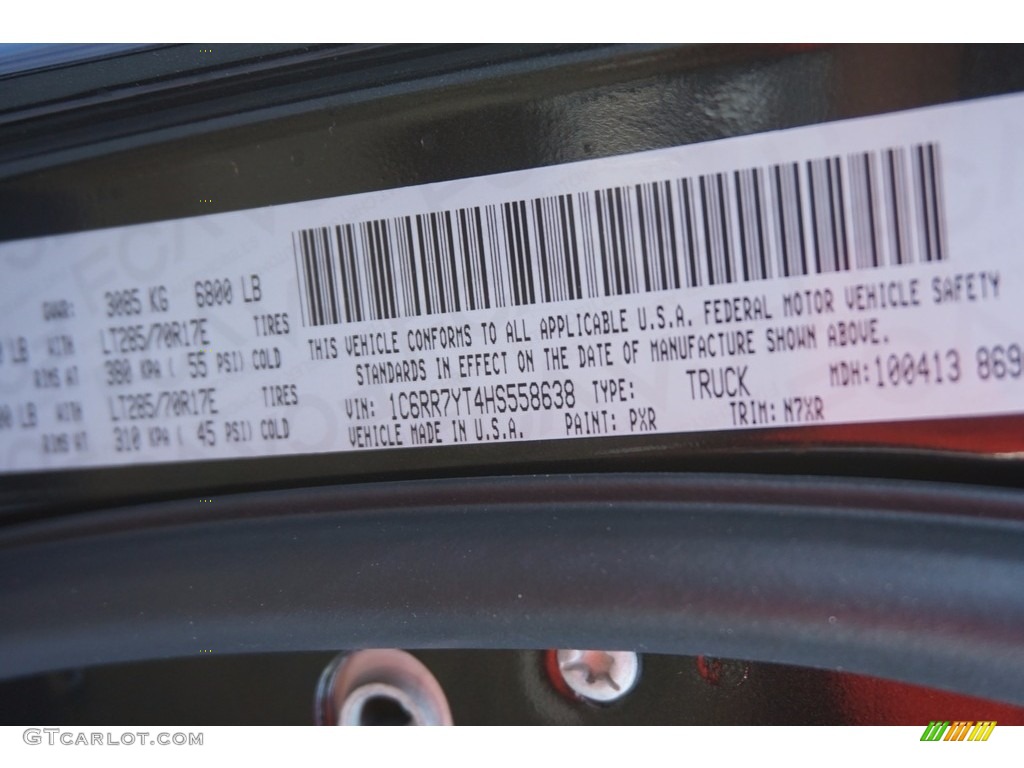 GVWR: 3085 KG 6800 LB
LB WITH LT285/70R17E TIRES
RIMS AT 380 KPA ( 55 PSI) COLD
00 LB WITH LT285/70R17E TIRES
RIMS AT 310 KPA ( 45 PSI) COLD
THIS VEHICLE CONFORMS TO ALL APPLICABLE U.S.A. FEDERAL MOTOR VEHICLE SAFETY
STANDARDS IN EFFECT ON THE DATE OF MANUFACTURE SHOWN ABOVE.
VIN: 1C6RR7YT4HS558638 TYPE: TRUCK MDH:100413 869
VEHICLE MADE IN U.S.A. PAINT: PXR TRIM: N7XR
GTCARLOT.COM